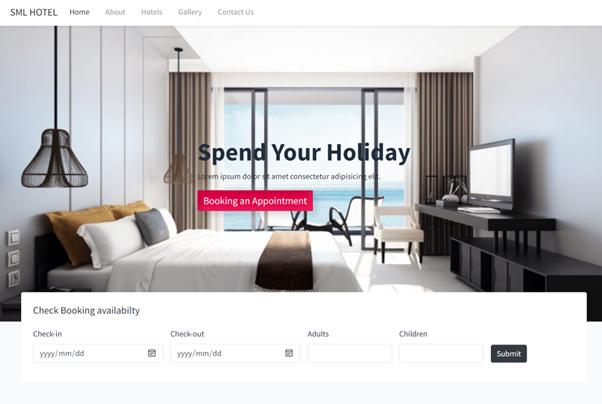 SML HOTEL Home About Hotels Gallery Contact Us
Spend Your Holiday
Lorem ipsum dolor sit amet consectetur adipisicing elit.
Booking an Appointment
Check Booking availabilty
Check-in Check-out Adults Children
yyyy/mm/dd yyyy/mm/dd Submit